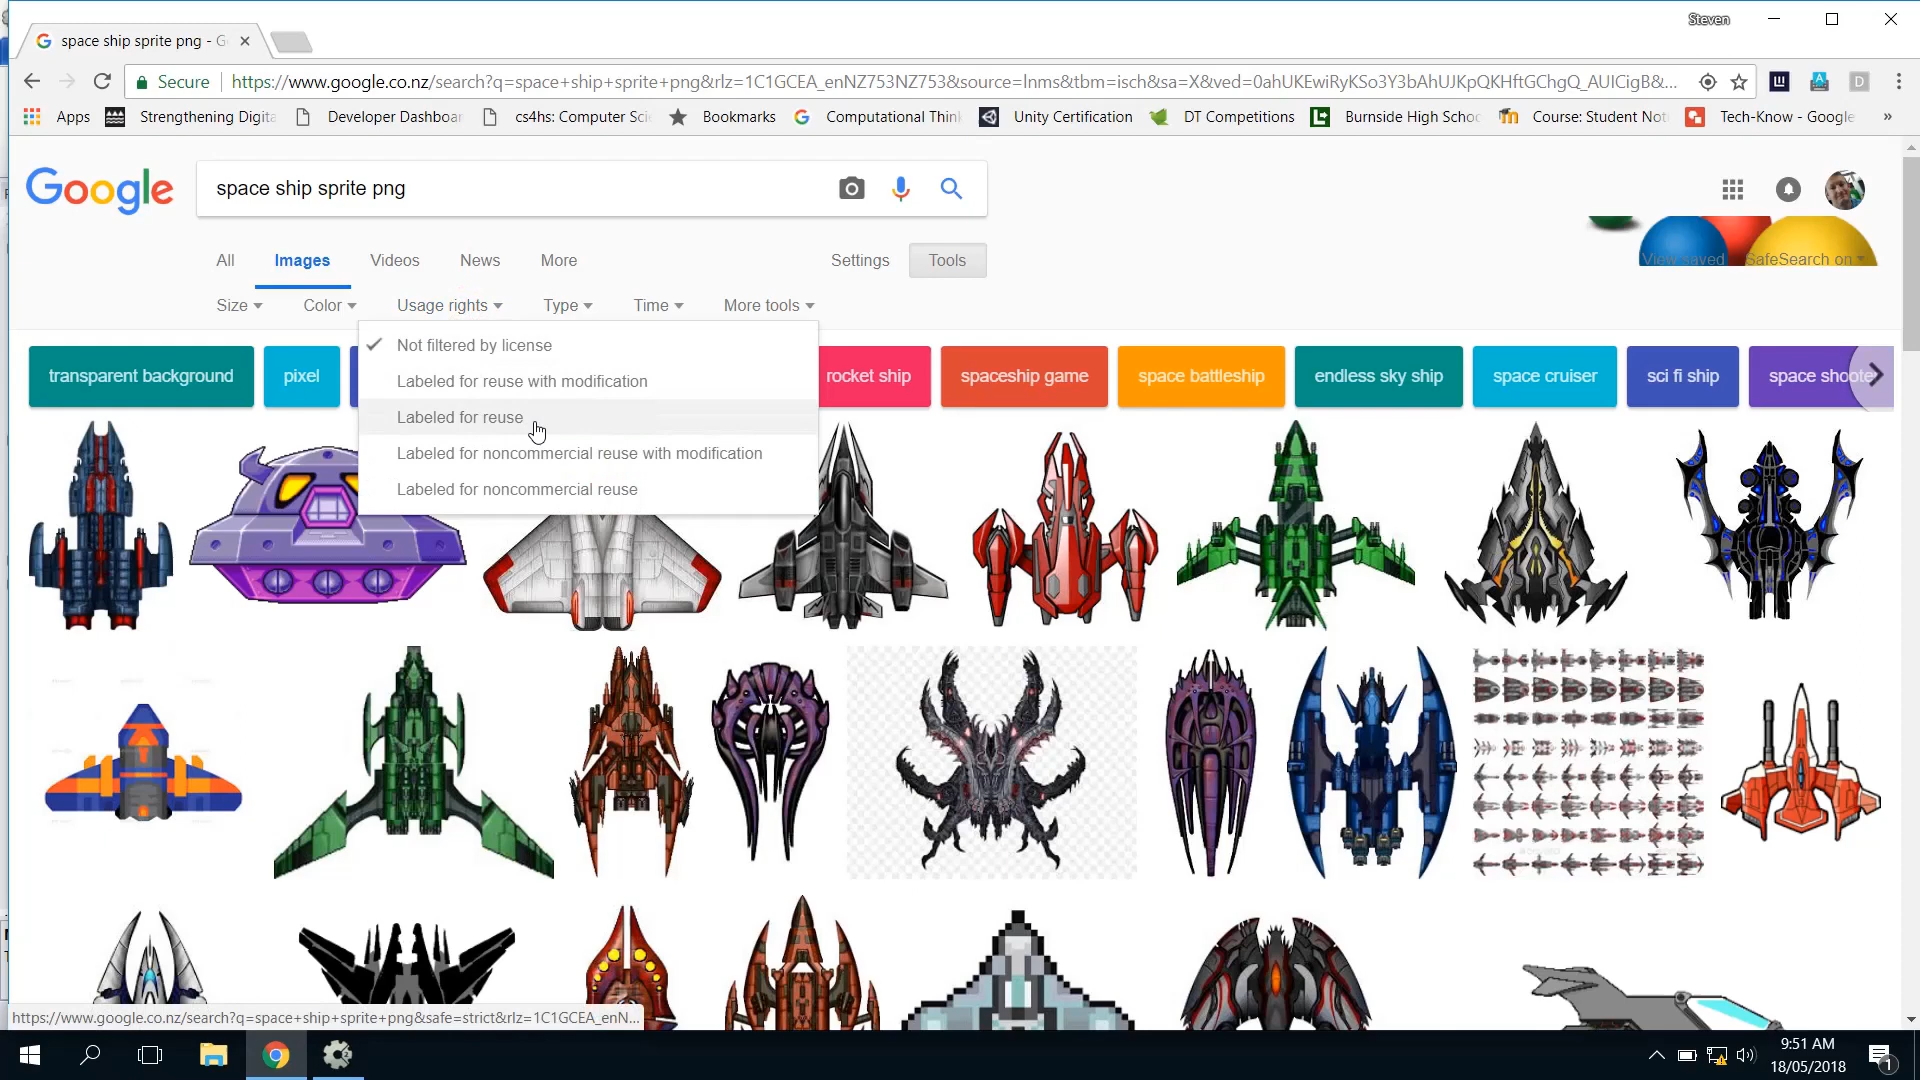 Steven
space ship sprite png - G
Secure https://www.google.co.nz/search?q=space+ship+sprite+png&rlz=1C1GCEA_enNZ753NZ753&source=lnms&tbm=isch&sa=X&ved=0ahUKEwiRyKSo3Y3bAhUJKpQKHftGChgQ_AUICigB&...
Apps Strengthening Digita Developer Dashboar cs4hs: Computer Sci Bookmarks Computational Think Unity Certification DT Competitions Burnside High Schoo Course: Student Not Tech-Know - Google »
Google space ship sprite png
All Images Videos News More Settings Tools View saved SafeSearch on
Size Color Usage rights Type Time More tools
Not filtered by license
Labeled for reuse with modification
Labeled for reuse
Labeled for noncommercial reuse with modification
Labeled for noncommercial reuse
transparent background pixel rocket ship spaceship game space battleship endless sky ship space cruiser sci fi ship space shoote
https://www.google.co.nz/search?q=space+ship+sprite+png&safe=strict&rlz=1C1GCEA_enN...
9:51 AM
18/05/2018
1